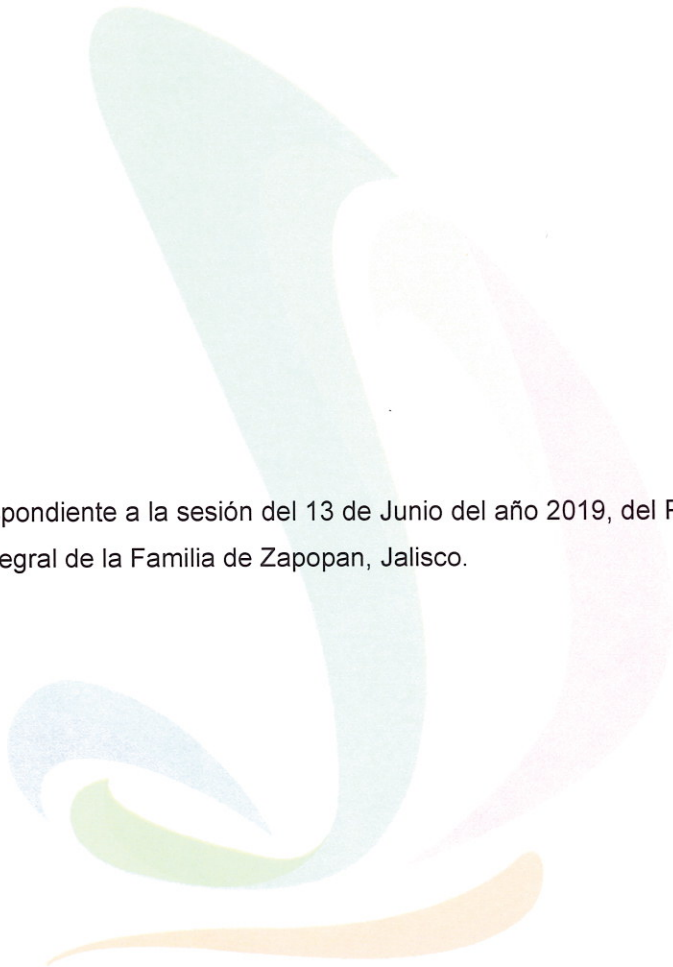 pondiente a la sesión del 13 de Junio del año 2019, del
egral de la Familia de Zapopan, Jalisco.